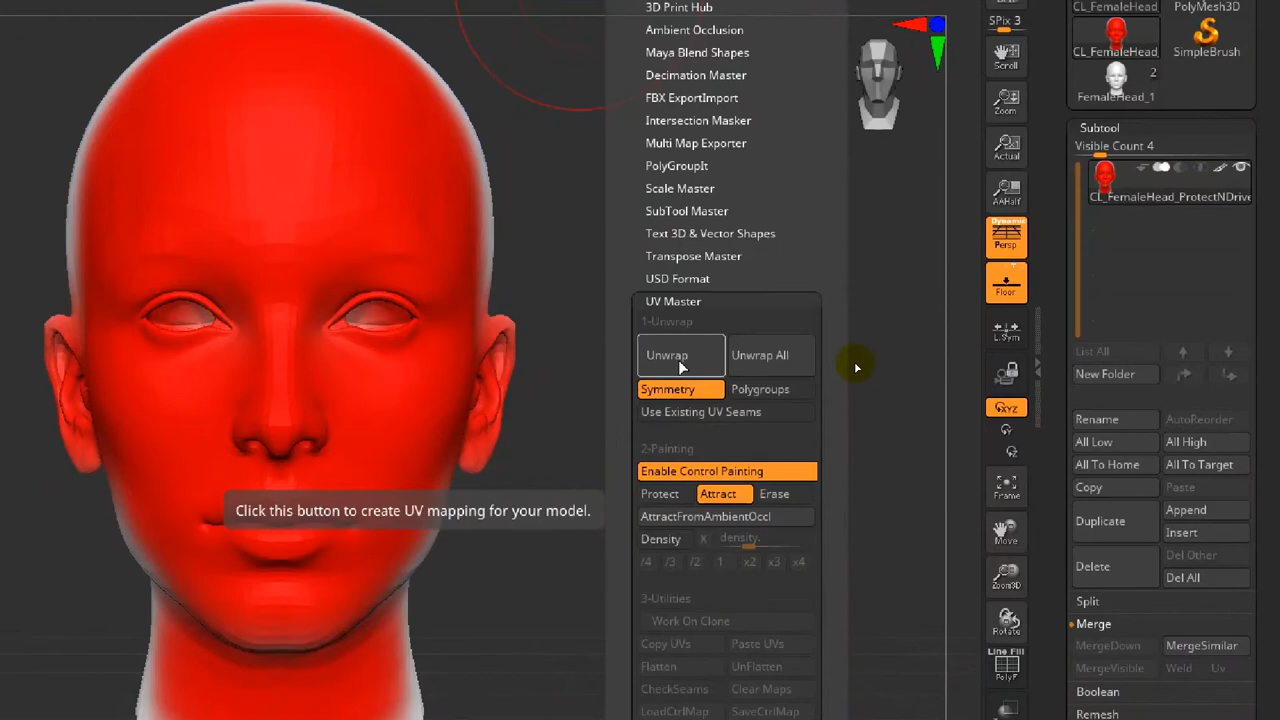 3D Print Hub
Ambient Occlusion
Maya Blend Shapes
Decimation Master
FBX ExportImport
Intersection Masker
Multi Map Exporter
PolyGroupIt
Scale Master
SubTool Master
Text 3D & Vector Shapes
Transpose Master
USD Format
UV Master
1-Unwrap
Unwrap Unwrap All
Symmetry Polygroups
Use Existing UV Seams
2-Painting
Enable Control Painting
Protect Attract Erase
AttractFromAmbientOccl
Density X density.
/4 /3 /2 1 x2 x3 x4
3-Utilities
Work On Clone
Copy UVs Paste UVs
Flatten UnFlatten
CheckSeams Clear Maps
LoadCtrlMap SaveCtrlMap
Click this button to create UV mapping for your model.
SPix 3
Scroll
Zoom
Actual
AAHalf
Dynamic
Persp
Floor
L.Sym
XYZ
Y
Z
Frame
Move
Zoom3D
Rotate
Line Fill
PolyF
CL_FemaleHead_ PolyMesh3D
CL_FemaleHead_ SimpleBrush
2
FemaleHead_1
Subtool
Visible Count 4
CL_FemaleHead_ProtectNDrive
List All
New Folder
Rename AutoReorder
All Low All High
All To Home All To Target
Copy Paste
Duplicate Append
Insert
Delete Del Other
Del All
Split
Merge
MergeDown MergeSimilar
MergeVisible Weld Uv
Boolean
Remesh